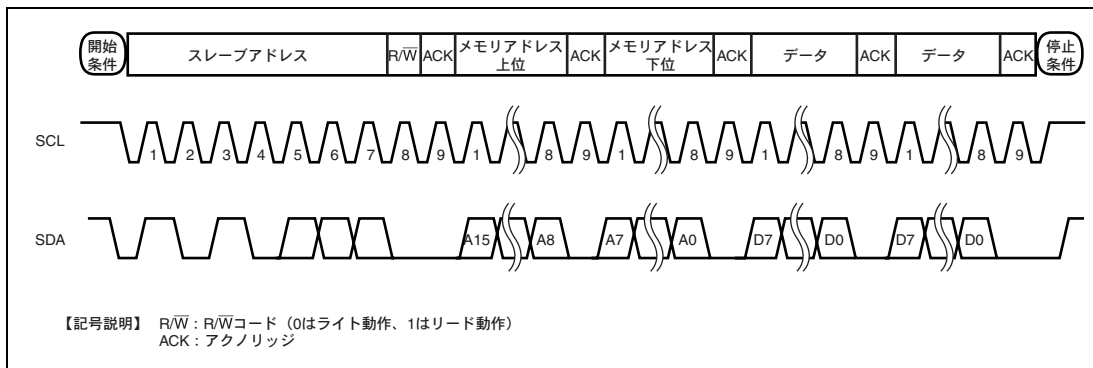 開始条件 スレーブアドレス R/W̅ ACK メモリアドレス上位 ACK メモリアドレス下位 ACK データ ACK データ ACK 停止条件
SCL 1 2 3 4 5 6 7 8 9 1 8 9 1 8 9 1 8 9 1 8 9
SDA A15 A8 A7 A0 D7 D0 D7 D0
【記号説明】 R/W̅：R/W̅コード（0はライト動作、1はリード動作）
ACK：アクノリッジ